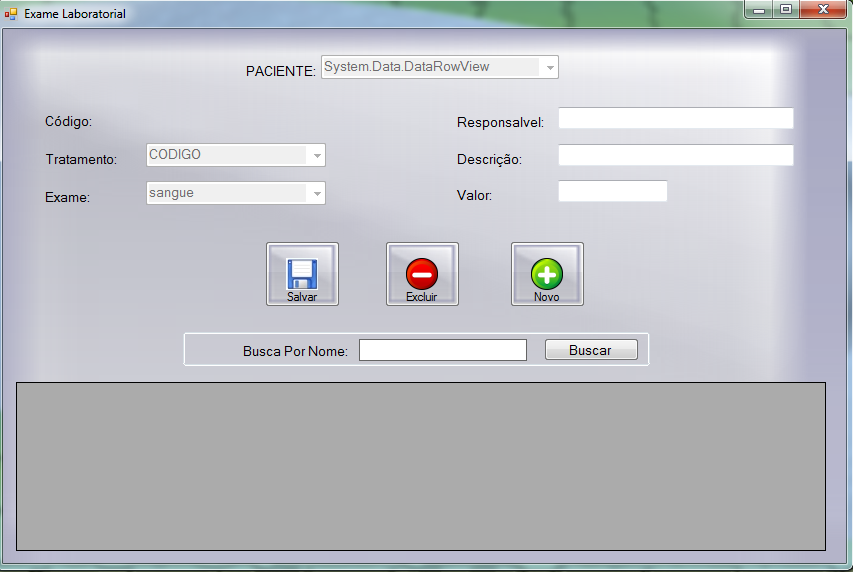 Exame Laboratorial
PACIENTE: System.Data.DataRowView
Código:
Responsalvel:
Tratamento: CODIGO
Descrição:
Exame: sangue
Valor:
Salvar
Excluir
Novo
Busca Por Nome:
Buscar